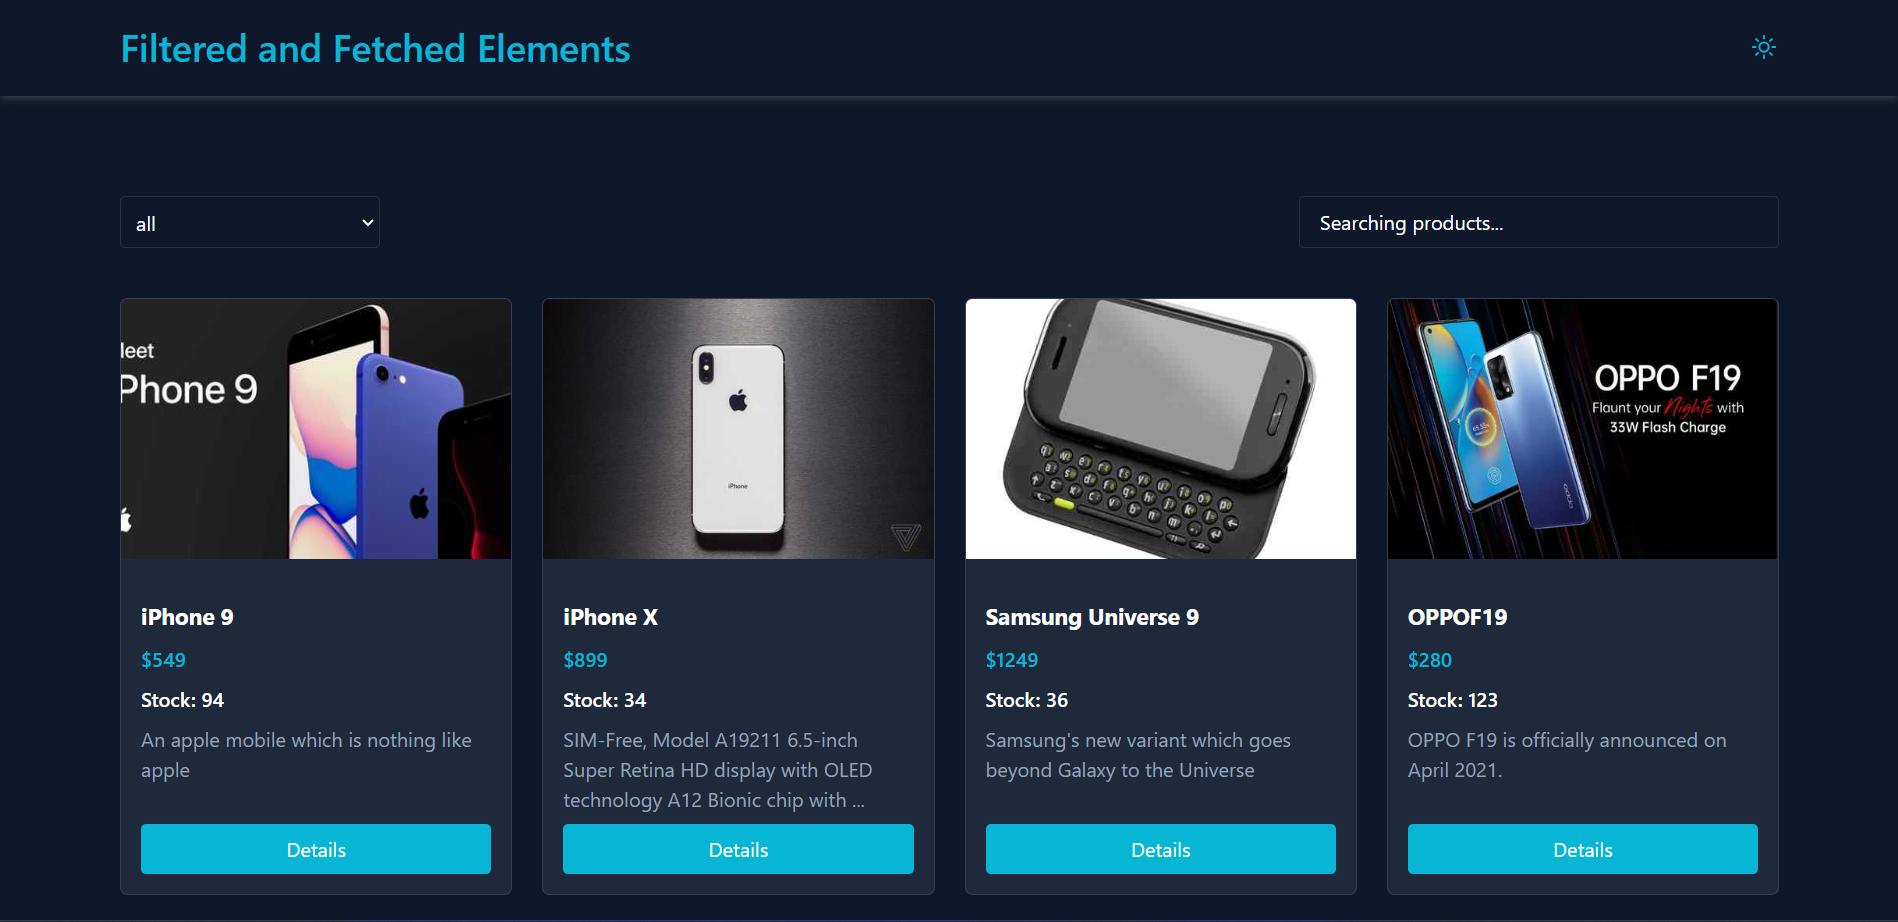 Filtered and Fetched Elements
all
Searching products...
leet
Phone 9
iPhone
OPPO F19
Flaunt your Nights with
33W Flash Charge
oppo
iPhone 9
$549
Stock: 94
An apple mobile which is nothing like
apple
Details
iPhone X
$899
Stock: 34
SIM-Free, Model A19211 6.5-inch
Super Retina HD display with OLED
technology A12 Bionic chip with ...
Details
Samsung Universe 9
$1249
Stock: 36
Samsung's new variant which goes
beyond Galaxy to the Universe
Details
OPPOF19
$280
Stock: 123
OPPO F19 is officially announced on
April 2021.
Details